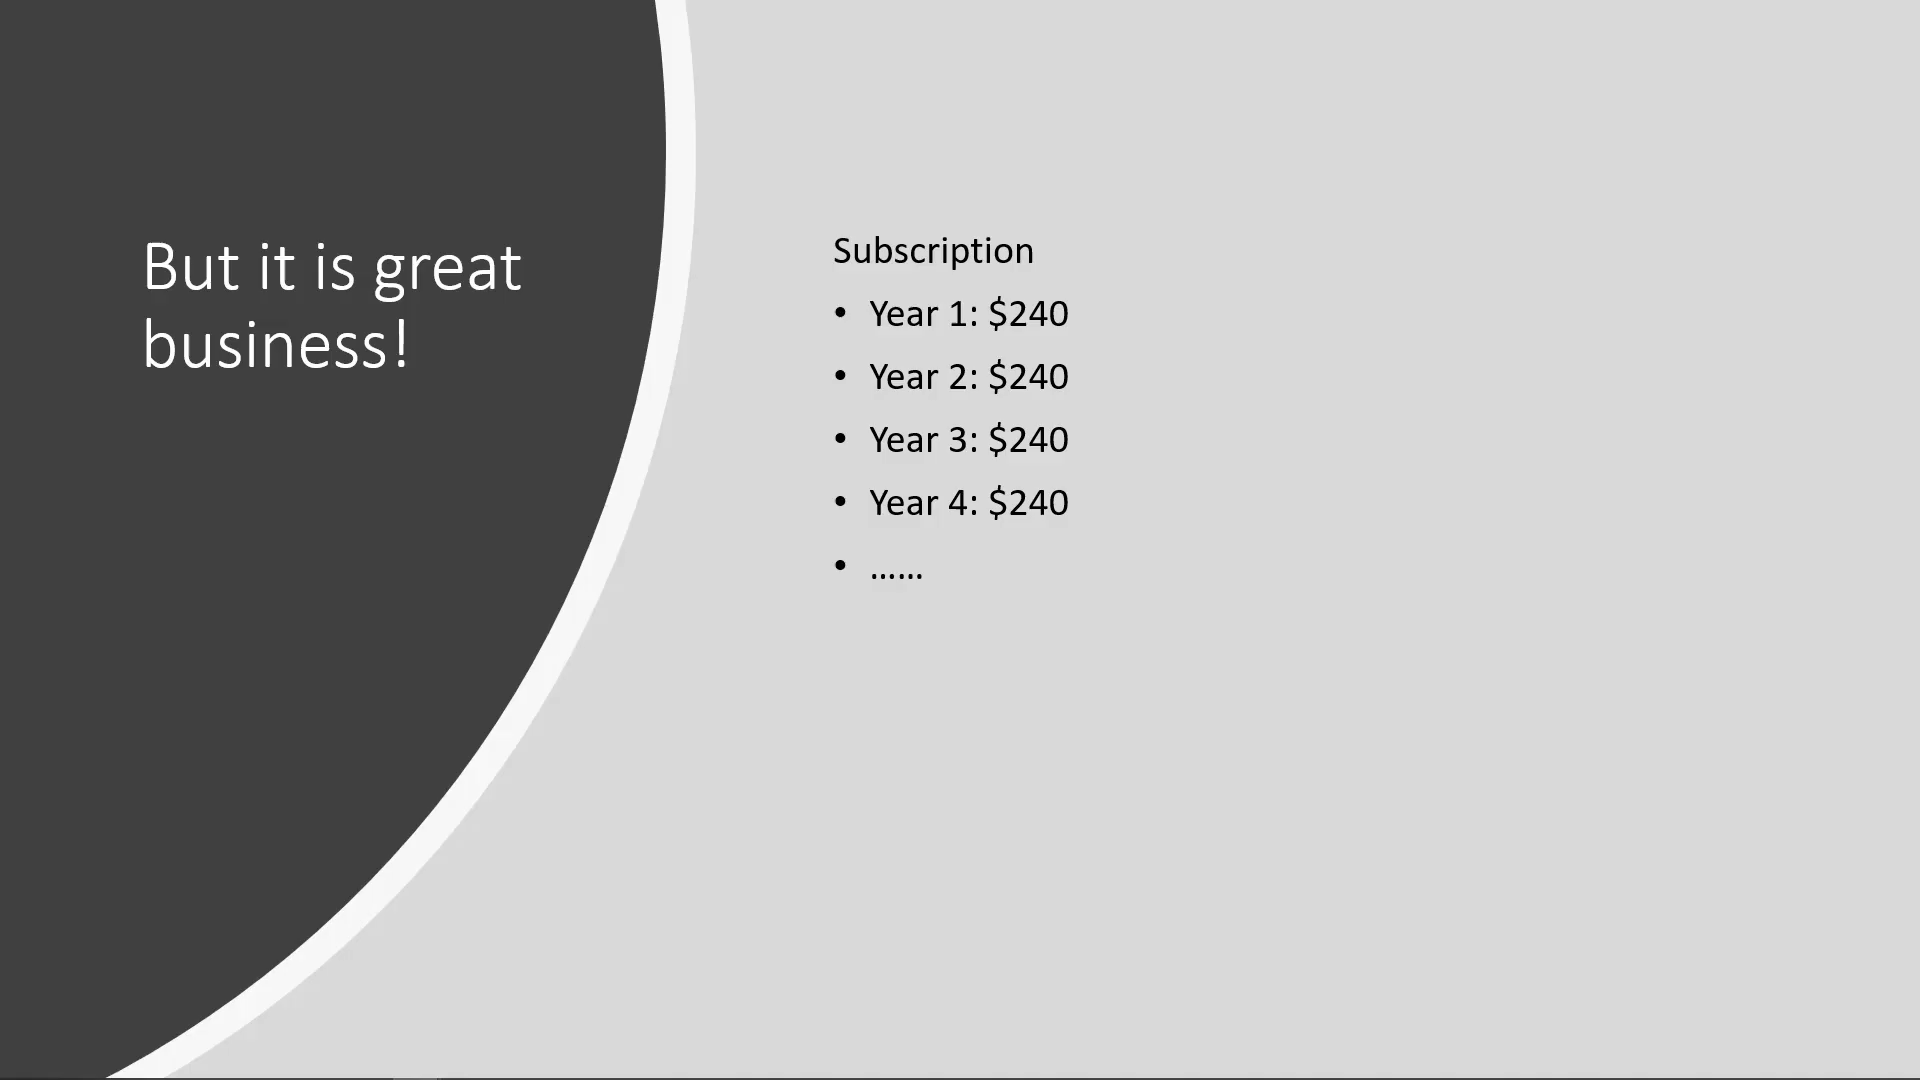 But it is great
business!
Subscription
• Year 1: $240
• Year 2: $240
• Year 3: $240
• Year 4: $240
• ......